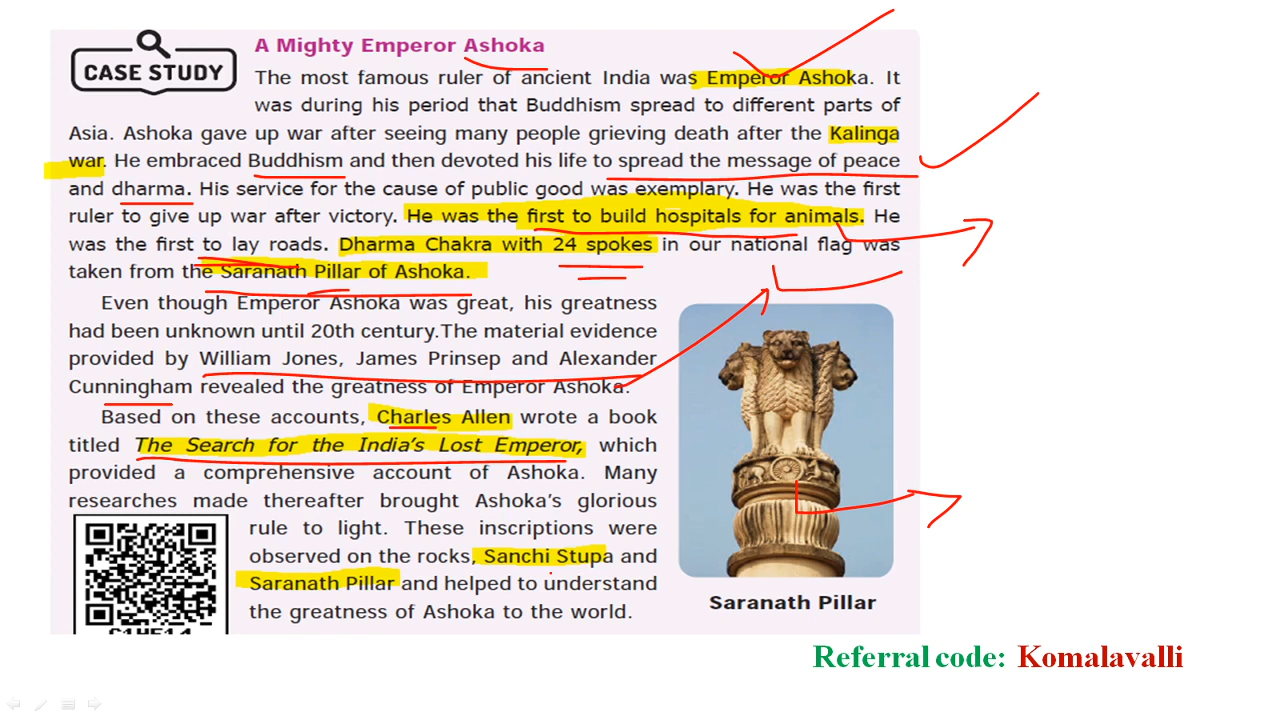 CASE STUDY
A Mighty Emperor Ashoka
The most famous ruler of ancient India was Emperor Ashoka. It
was during his period that Buddhism spread to different parts of
Asia. Ashoka gave up war after seeing many people grieving death after the Kalinga
war. He embraced Buddhism and then devoted his life to spread the message of peace
and dharma. His service for the cause of public good was exemplary. He was the first
ruler to give up war after victory. He was the first to build hospitals for animals. He
was the first to lay roads. Dharma Chakra with 24 spokes in our national flag was
taken from the Saranath Pillar of Ashoka.
Even though Emperor Ashoka was great, his greatness
had been unknown until 20th century.The material evidence
provided by William Jones, James Prinsep and Alexander
Cunningham revealed the greatness of Emperor Ashoka.
Based on these accounts, Charles Allen wrote a book
titled The Search for the India's Lost Emperor, which
provided a comprehensive account of Ashoka. Many
researches made thereafter brought Ashoka's glorious
rule to light. These inscriptions were
observed on the rocks, Sanchi Stupa and
Saranath Pillar and helped to understand
the greatness of Ashoka to the world.
Saranath Pillar
Referral code: Komalavalli